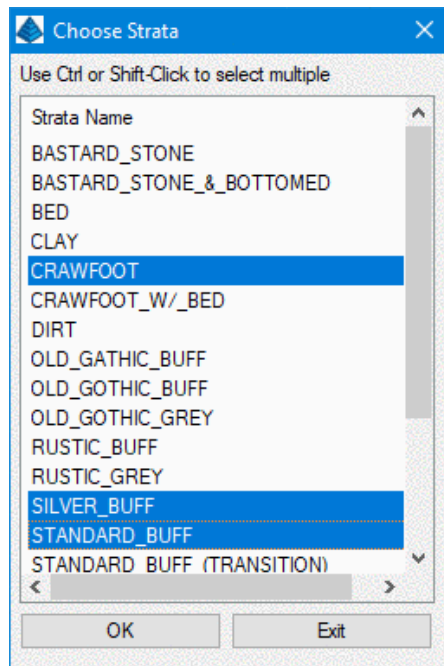 Choose Strata
Use Ctrl or Shift-Click to select multiple
Strata Name
BASTARD_STONE
BASTARD_STONE_&_BOTTOMED
BED
CLAY
CRAWFOOT
CRAWFOOT_W/_BED
DIRT
OLD_GATHIC_BUFF
OLD_GOTHIC_BUFF
OLD_GOTHIC_GREY
RUSTIC_BUFF
RUSTIC_GREY
SILVER_BUFF
STANDARD_BUFF
STANDARD_BUFF_(TRANSITION)
OK Exit